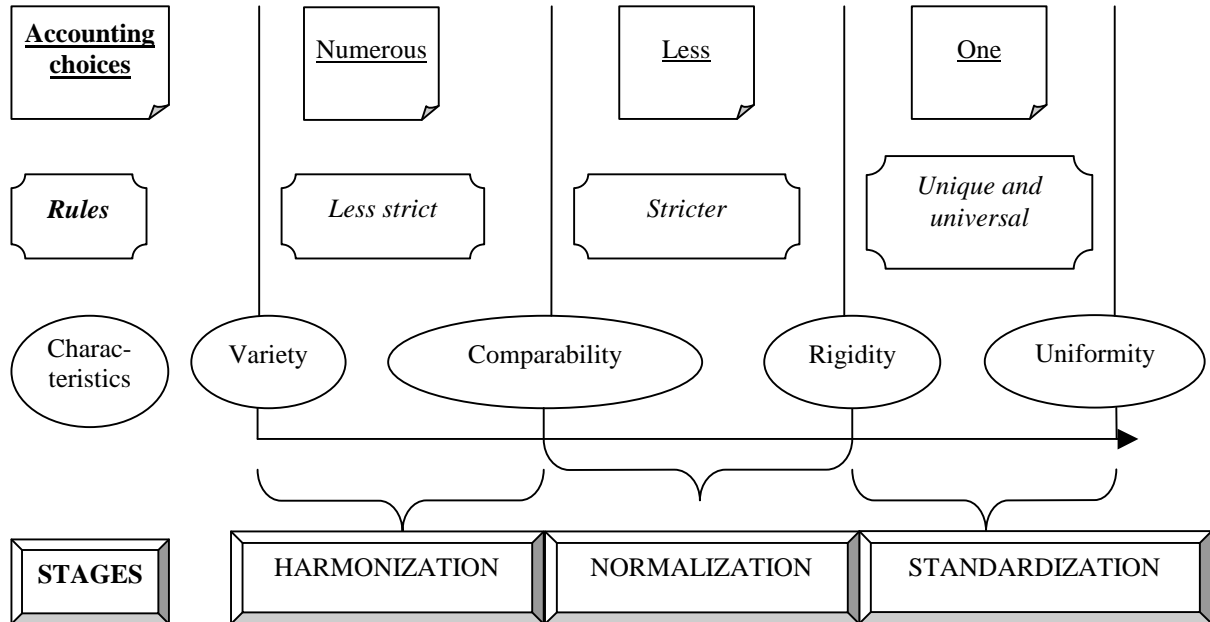 Accounting
choices
Numerous
Less
One
Rules
Less strict
Stricter
Unique and
universal
Charac-
teristics
Variety
Comparability
Rigidity
Uniformity
STAGES
HARMONIZATION
NORMALIZATION
STANDARDIZATION